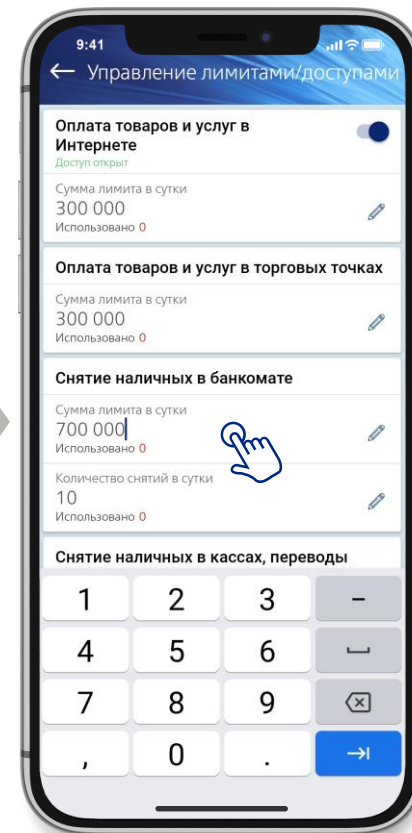 9:41
Управление лимитами/доступами
Оплата товаров и услуг в
Интернете
Доступ открыт
Сумма лимита в сутки
300 000
Использовано 0
Оплата товаров и услуг в торговых точках
Сумма лимита в сутки
300 000
Использовано 0
Снятие наличных в банкомате
Сумма лимита в сутки
700 000
Использовано 0
Количество снятий в сутки
10
Использовано 0
Снятие наличных в кассах, переводы
1 2 3 –
4 5 6
7 8 9
, 0 .